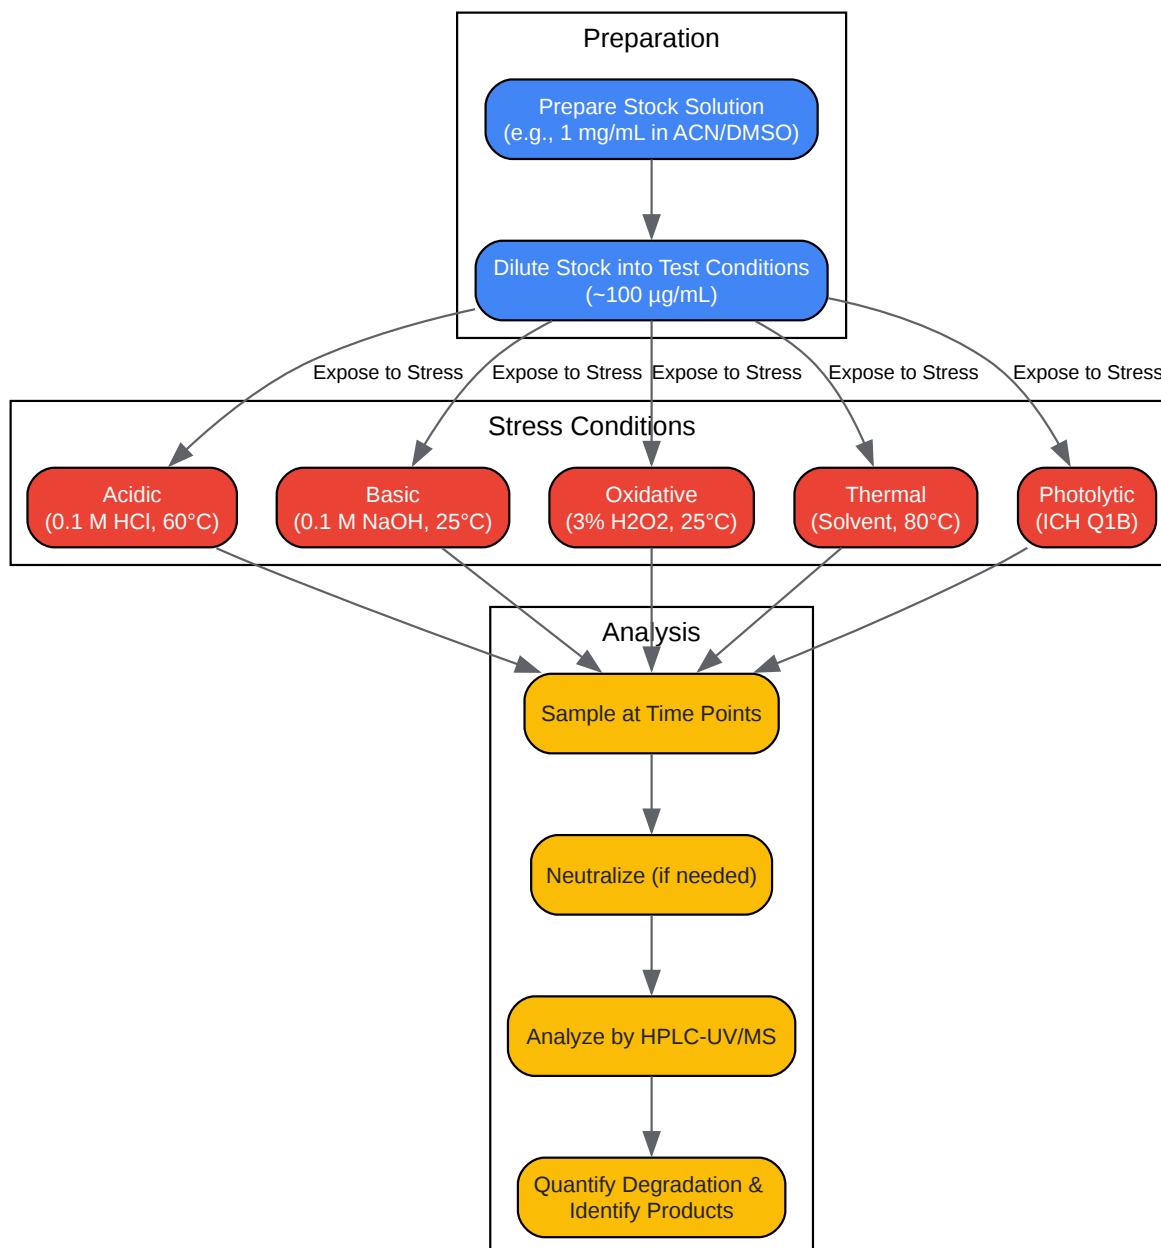 Preparation
Prepare Stock Solution
(e.g., 1 mg/mL in ACN/DMSO)
Dilute Stock into Test Conditions
(~100 µg/mL)
Expose to Stress
Expose to Stress
Expose to Stress
Expose to Stress
Expose to Stress
Stress Conditions
Acidic
(0.1 M HCl, 60°C)
Basic
(0.1 M NaOH, 25°C)
Oxidative
(3% H2O2, 25°C)
Thermal
(Solvent, 80°C)
Photolytic
(ICH Q1B)
Analysis
Sample at Time Points
Neutralize (if needed)
Analyze by HPLC-UV/MS
Quantify Degradation &
Identify Products